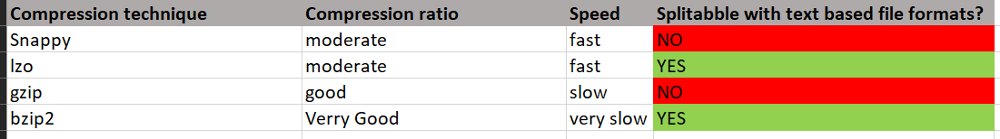 Compression technique Compression ratio Speed Splitabble with text based file formats?
Snappy moderate fast NO
lzo moderate fast YES
gzip good slow NO
bzip2 Verry Good very slow YES